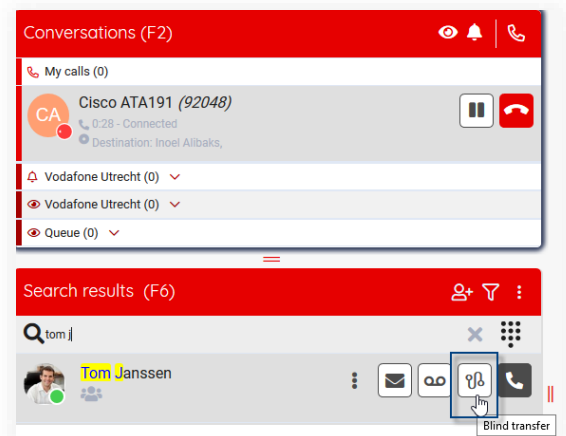 Conversations (F2)
My calls (0)
CA
Cisco ATA191 (92048)
0:28 - Connected
Destination: Inoel Alibaks,
Vodafone Utrecht (0)
Vodafone Utrecht (0)
Queue (0)
Search results (F6)
tom j
Tom Janssen
Blind transfer